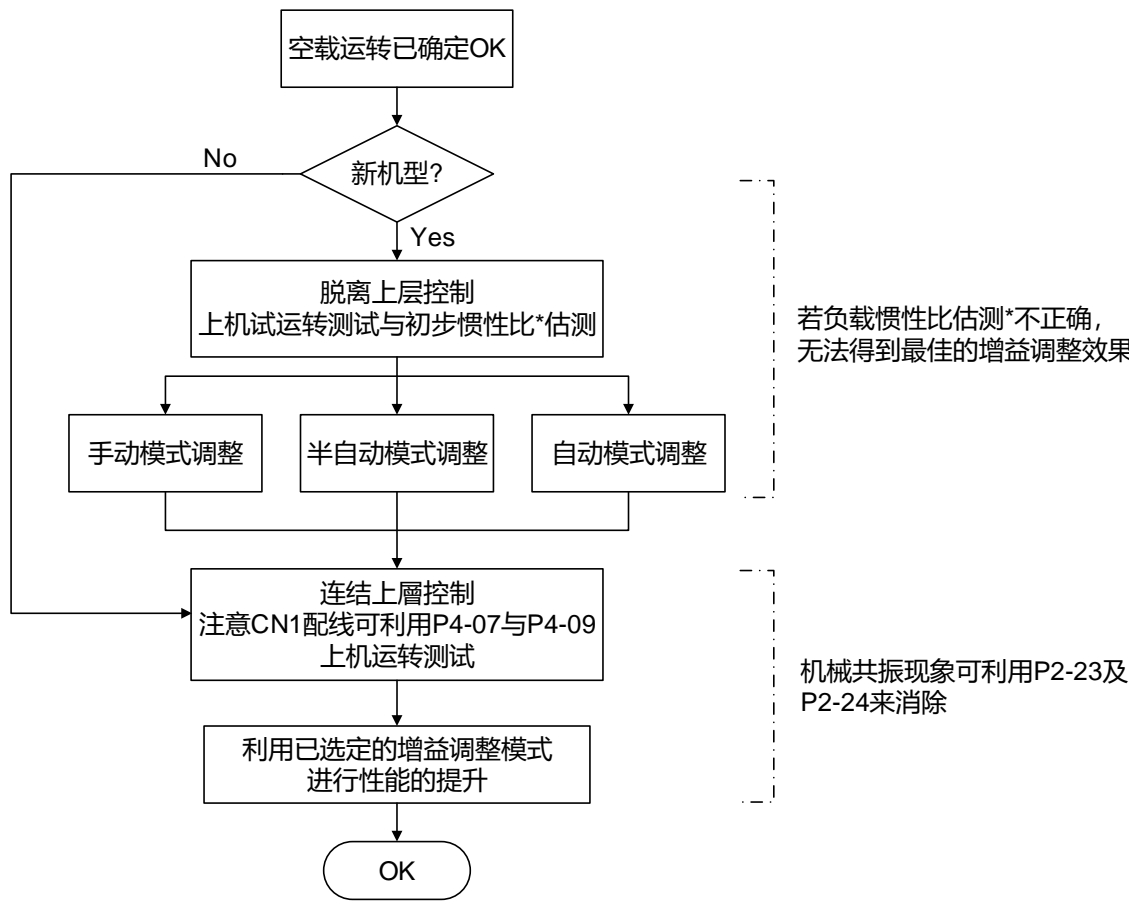 空载运转已确定OK
新机型?
No
Yes
脱离上层控制
上机试运转测试与初步惯性比*估测
若负载惯性比估测*不正确，
无法得到最佳的增益调整效果
手动模式调整
半自动模式调整
自动模式调整
连结上層控制
注意CN1配线可利用P4-07与P4-09
上机运转测试
机械共振现象可利用P2-23及
P2-24来消除
利用已选定的增益调整模式
进行性能的提升
OK